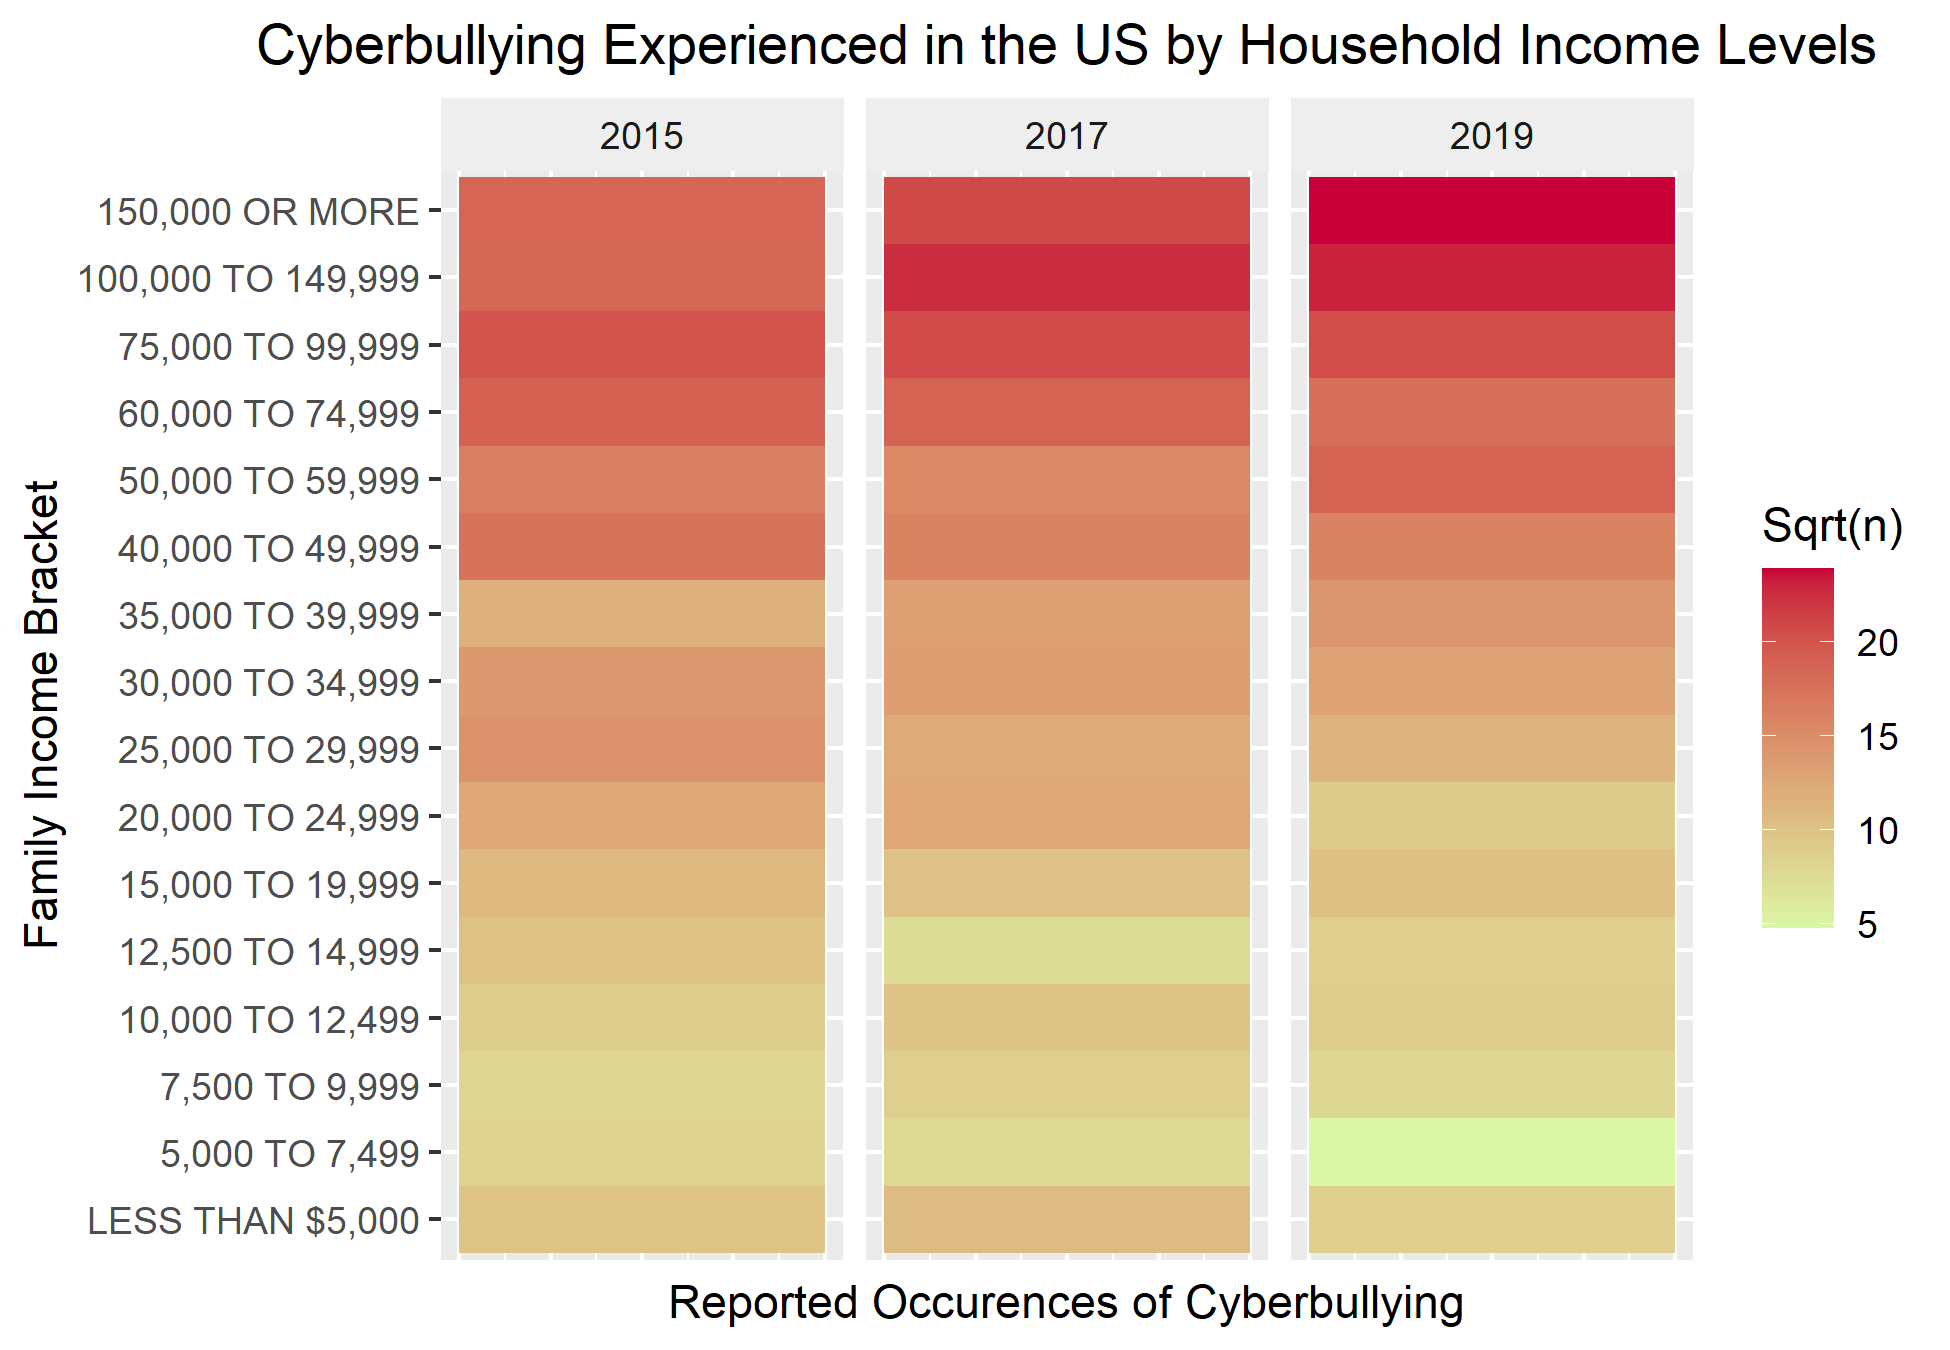 Cyberbullying Experienced in the US by Household Income Levels
2015
2017
2019
150,000 OR MORE
100,000 TO 149,999
75,000 TO 99,999
60,000 TO 74,999
50,000 TO 59,999
40,000 TO 49,999
35,000 TO 39,999
30,000 TO 34,999
25,000 TO 29,999
20,000 TO 24,999
15,000 TO 19,999
12,500 TO 14,999
10,000 TO 12,499
7,500 TO 9,999
5,000 TO 7,499
LESS THAN $5,000
Family Income Bracket
Reported Occurences of Cyberbullying
Sqrt(n)
20
15
10
5